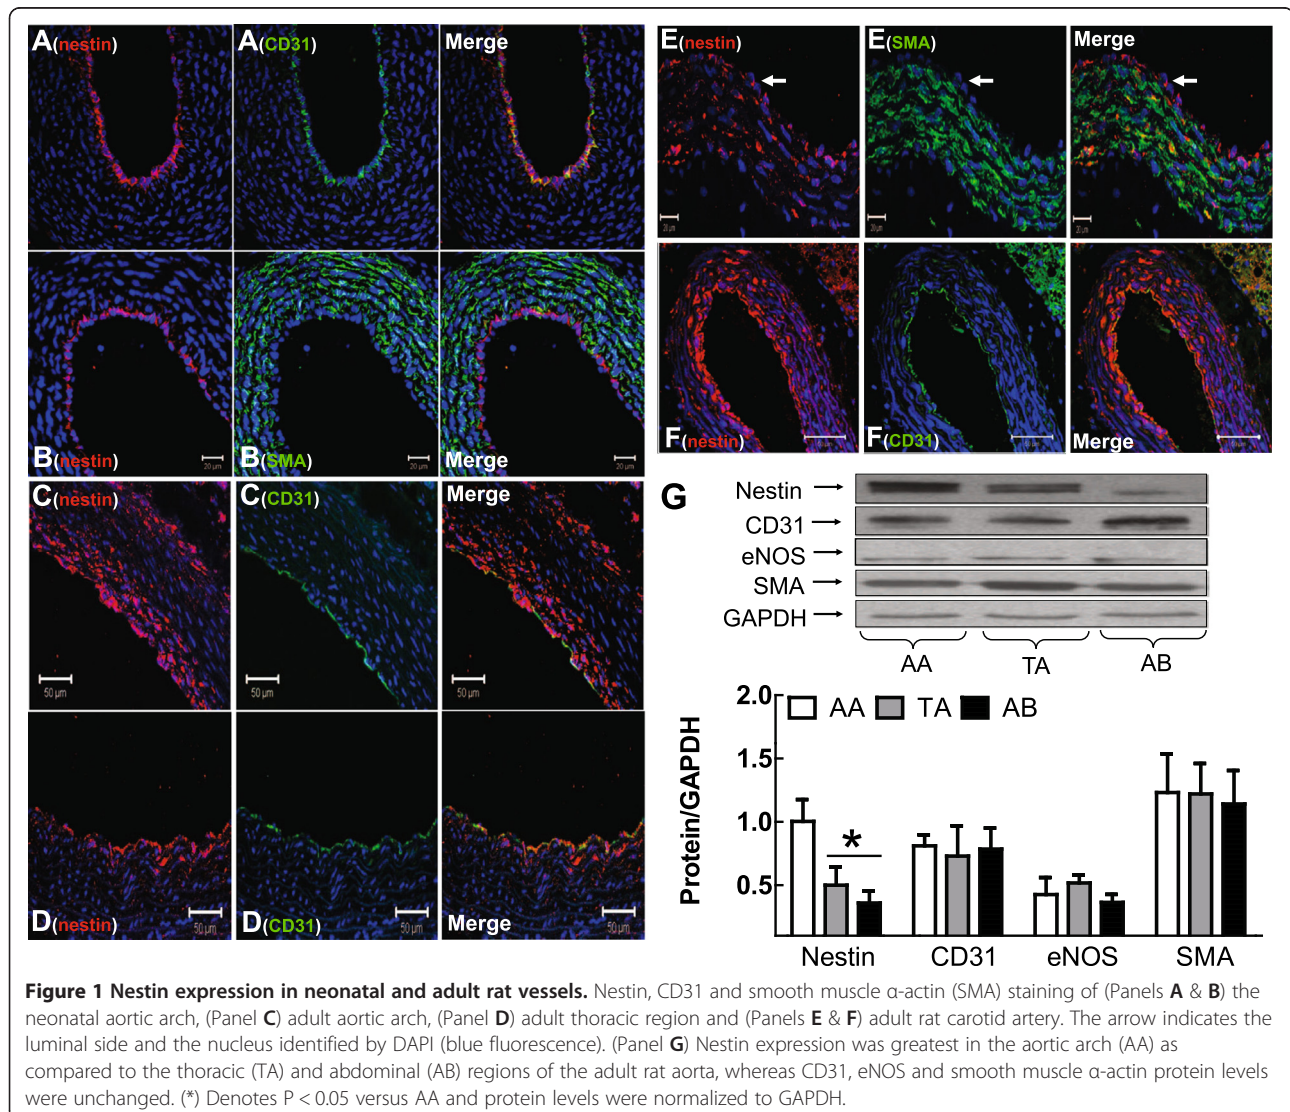 A(nestin) A(CD31) Merge
20 µm 20 µm 20 µm
B(nestin) B(SMA) Merge
C(nestin) C(CD31) Merge
50 µm 50 µm 50 µm
50 µm 50 µm 50 µm
D(nestin) D(CD31) Merge
E(nestin) E(SMA) Merge
20 µm 20 µm 20 µm
F(nestin) F(CD31) Merge
G
Nestin
CD31
eNOS
SMA
GAPDH
AA TA AB
2.0
1.5
1.0
0.5
Protein/GAPDH
AA TA AB
*
Nestin CD31 eNOS SMA
Figure 1 Nestin expression in neonatal and adult rat vessels. Nestin, CD31 and smooth muscle α-actin (SMA) staining of (Panels A & B) the
neonatal aortic arch, (Panel C) adult aortic arch, (Panel D) adult thoracic region and (Panels E & F) adult rat carotid artery. The arrow indicates the
luminal side and the nucleus identified by DAPI (blue fluorescence). (Panel G) Nestin expression was greatest in the aortic arch (AA) as
compared to the thoracic (TA) and abdominal (AB) regions of the adult rat aorta, whereas CD31, eNOS and smooth muscle α-actin protein levels
were unchanged. (*) Denotes P < 0.05 versus AA and protein levels were normalized to GAPDH.